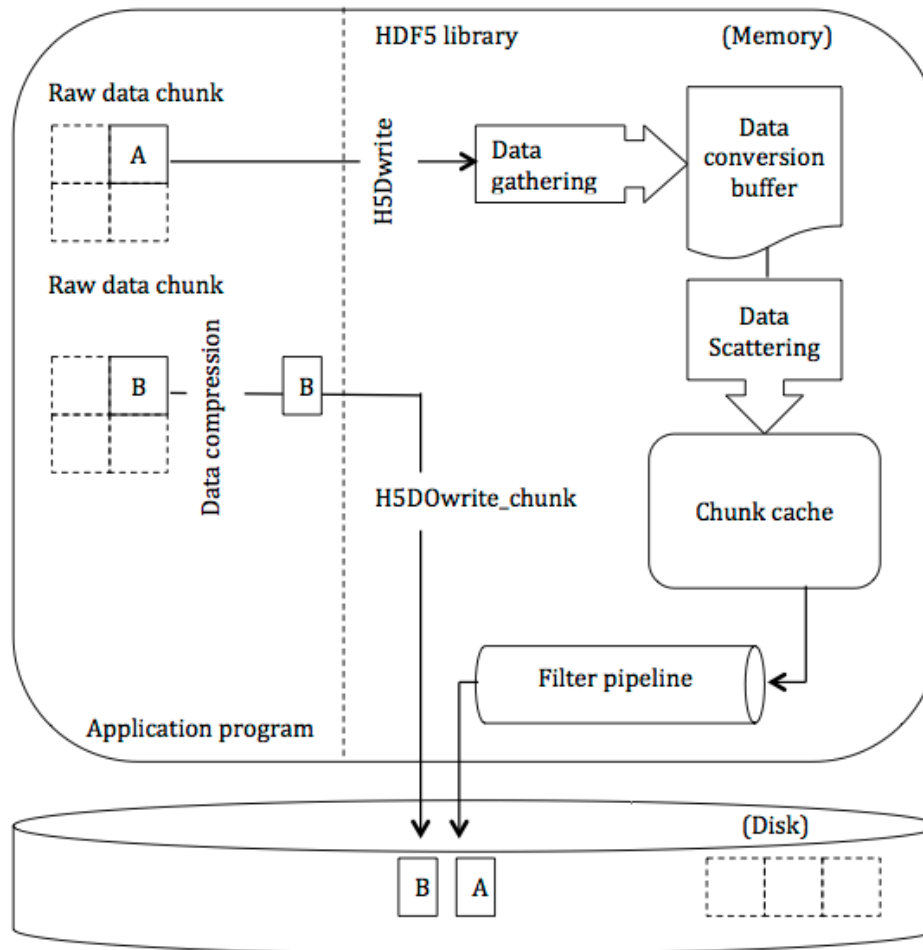 HDF5 library
(Memory)
Raw data chunk
A
H5Dwrite
Data
gathering
Data
conversion
buffer
Raw data chunk
B
Data compression
B
Data
Scattering
H5DOwrite_chunk
Chunk cache
Filter pipeline
Application program
(Disk)
B
A